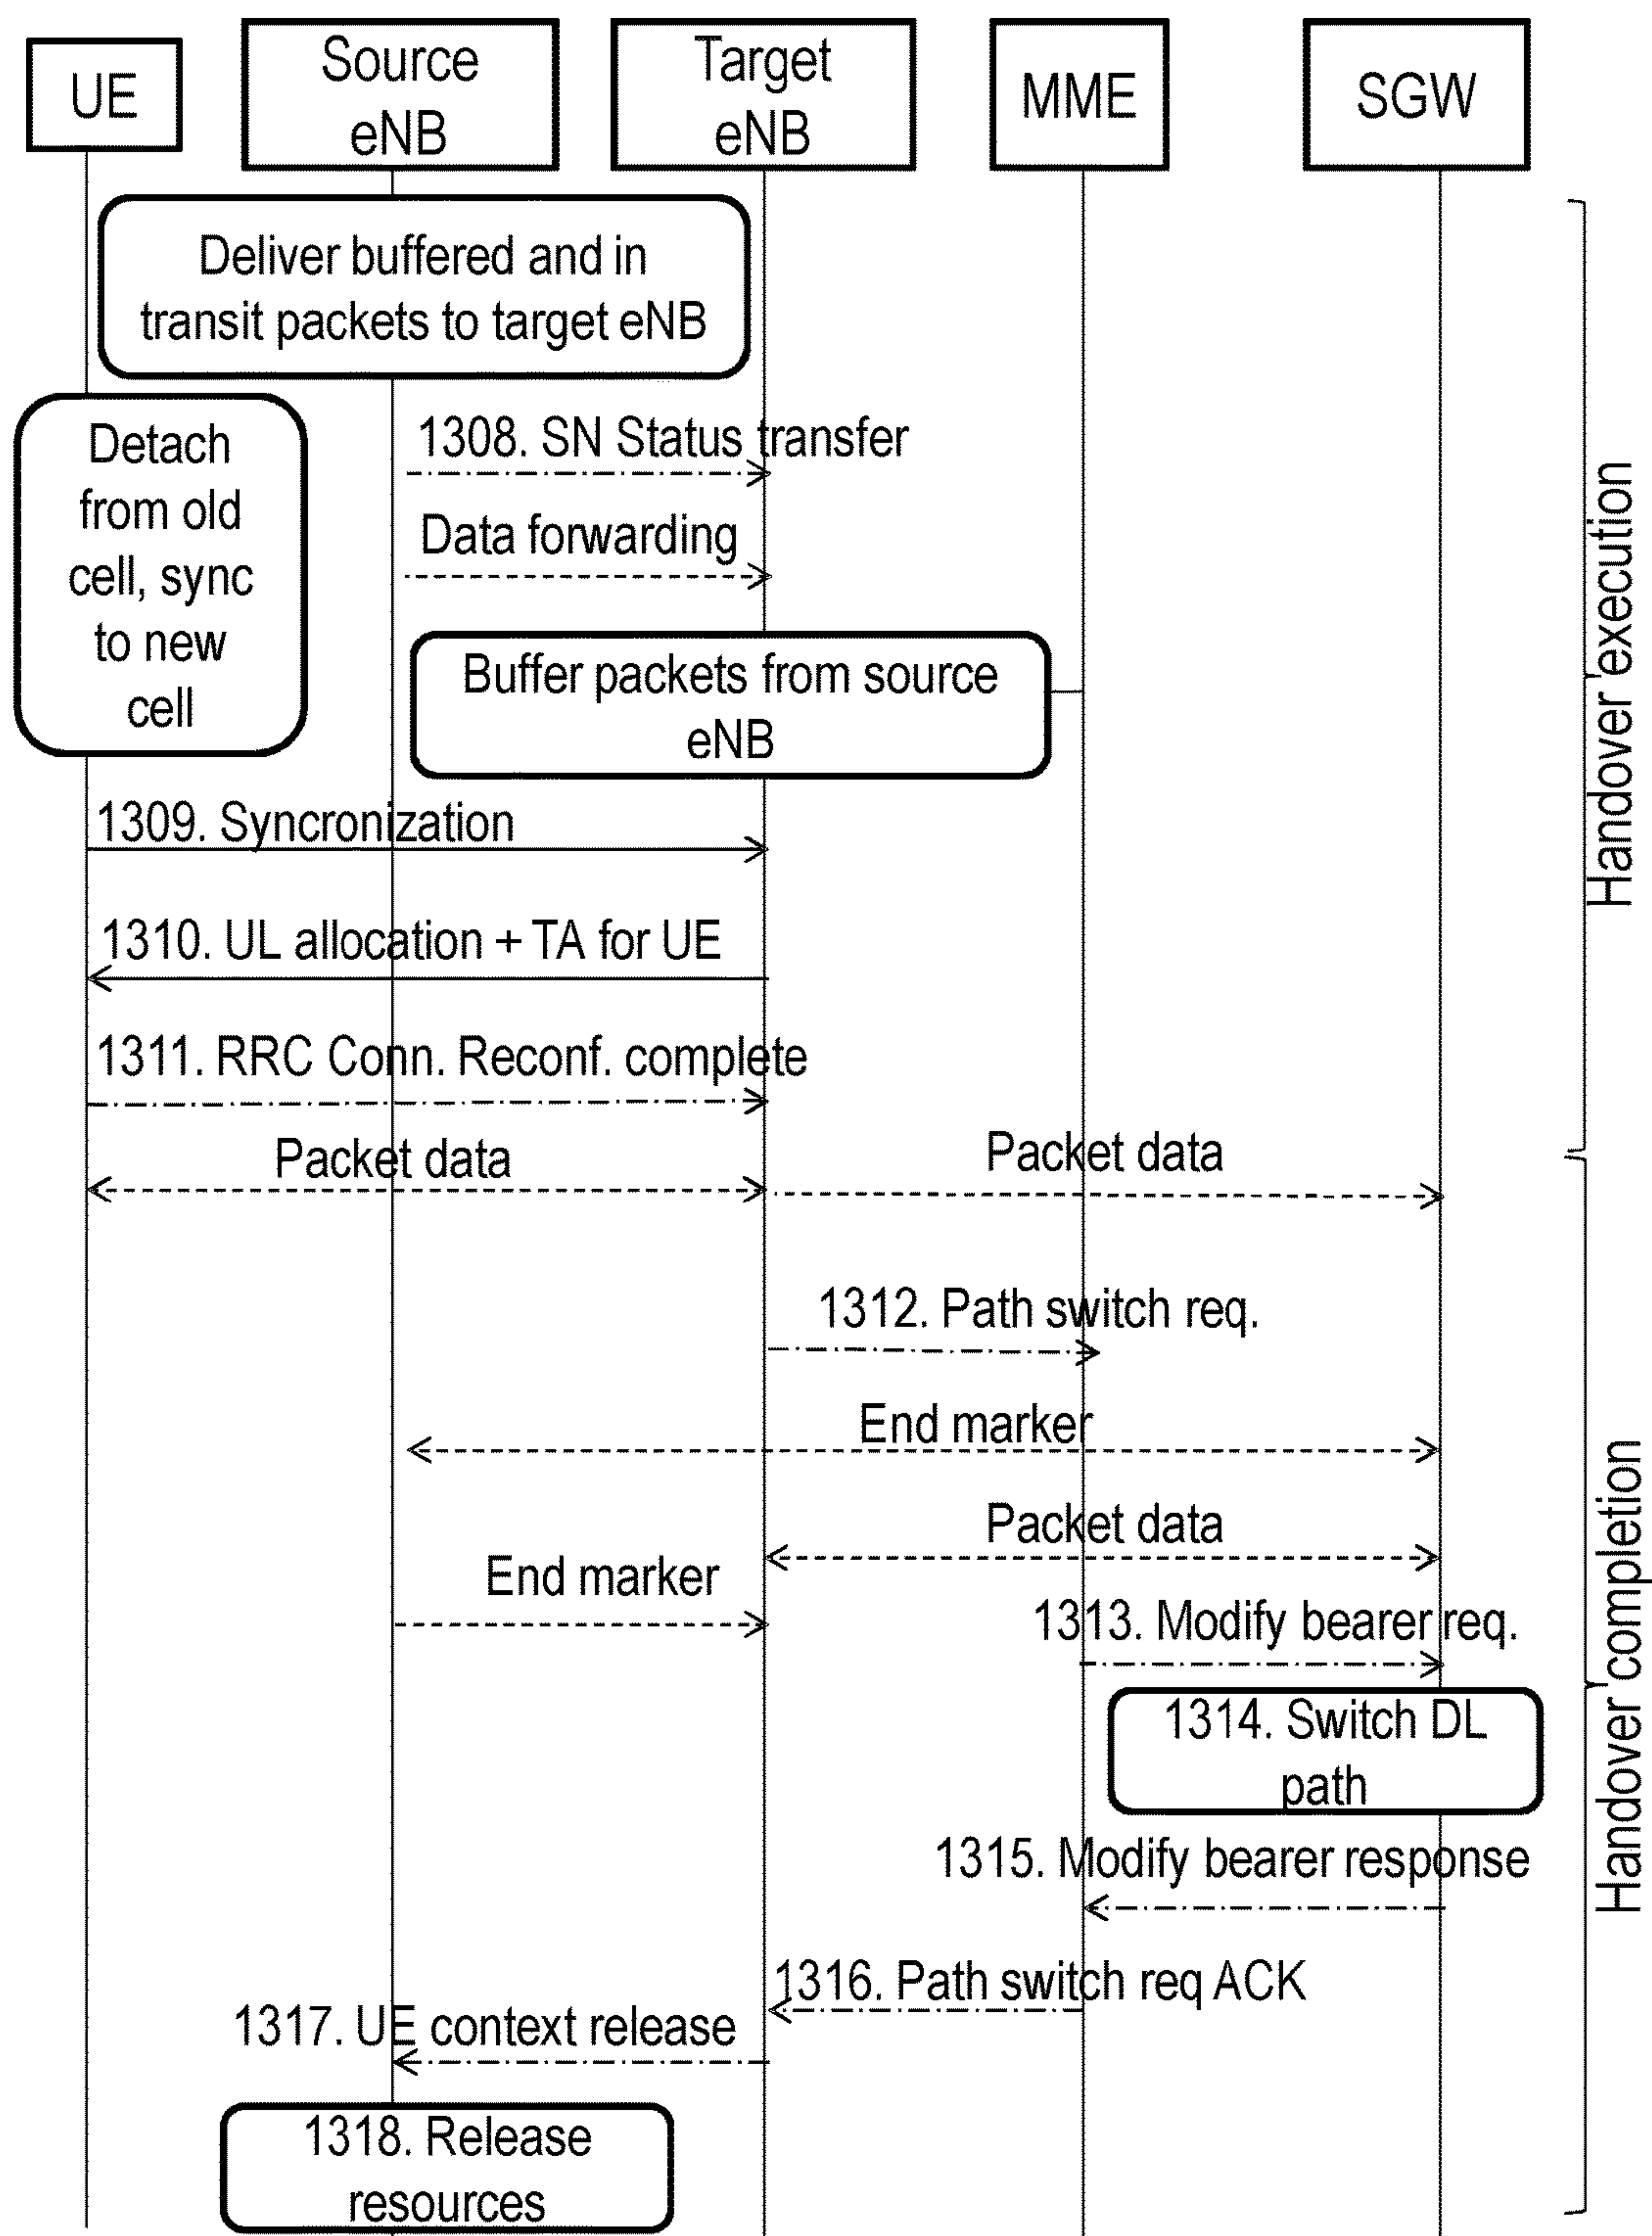 UE
Source
eNB
Target
eNB
MME
SGW
Deliver buffered and in
transit packets to target eNB
Detach
from old
cell, sync
to new
cell
1308. SN Status transfer
Data forwarding
Buffer packets from source
eNB
Handover execution
1309. Syncronization
1310. UL allocation + TA for UE
1311. RRC Conn. Reconf. complete
Packet data
Packet data
1312. Path switch req.
End marker
Packet data
End marker
1313. Modify bearer req.
Handover completion
1314. Switch DL
path
1315. Modify bearer response
1316. Path switch req ACK
1317. UE context release
1318. Release
resources